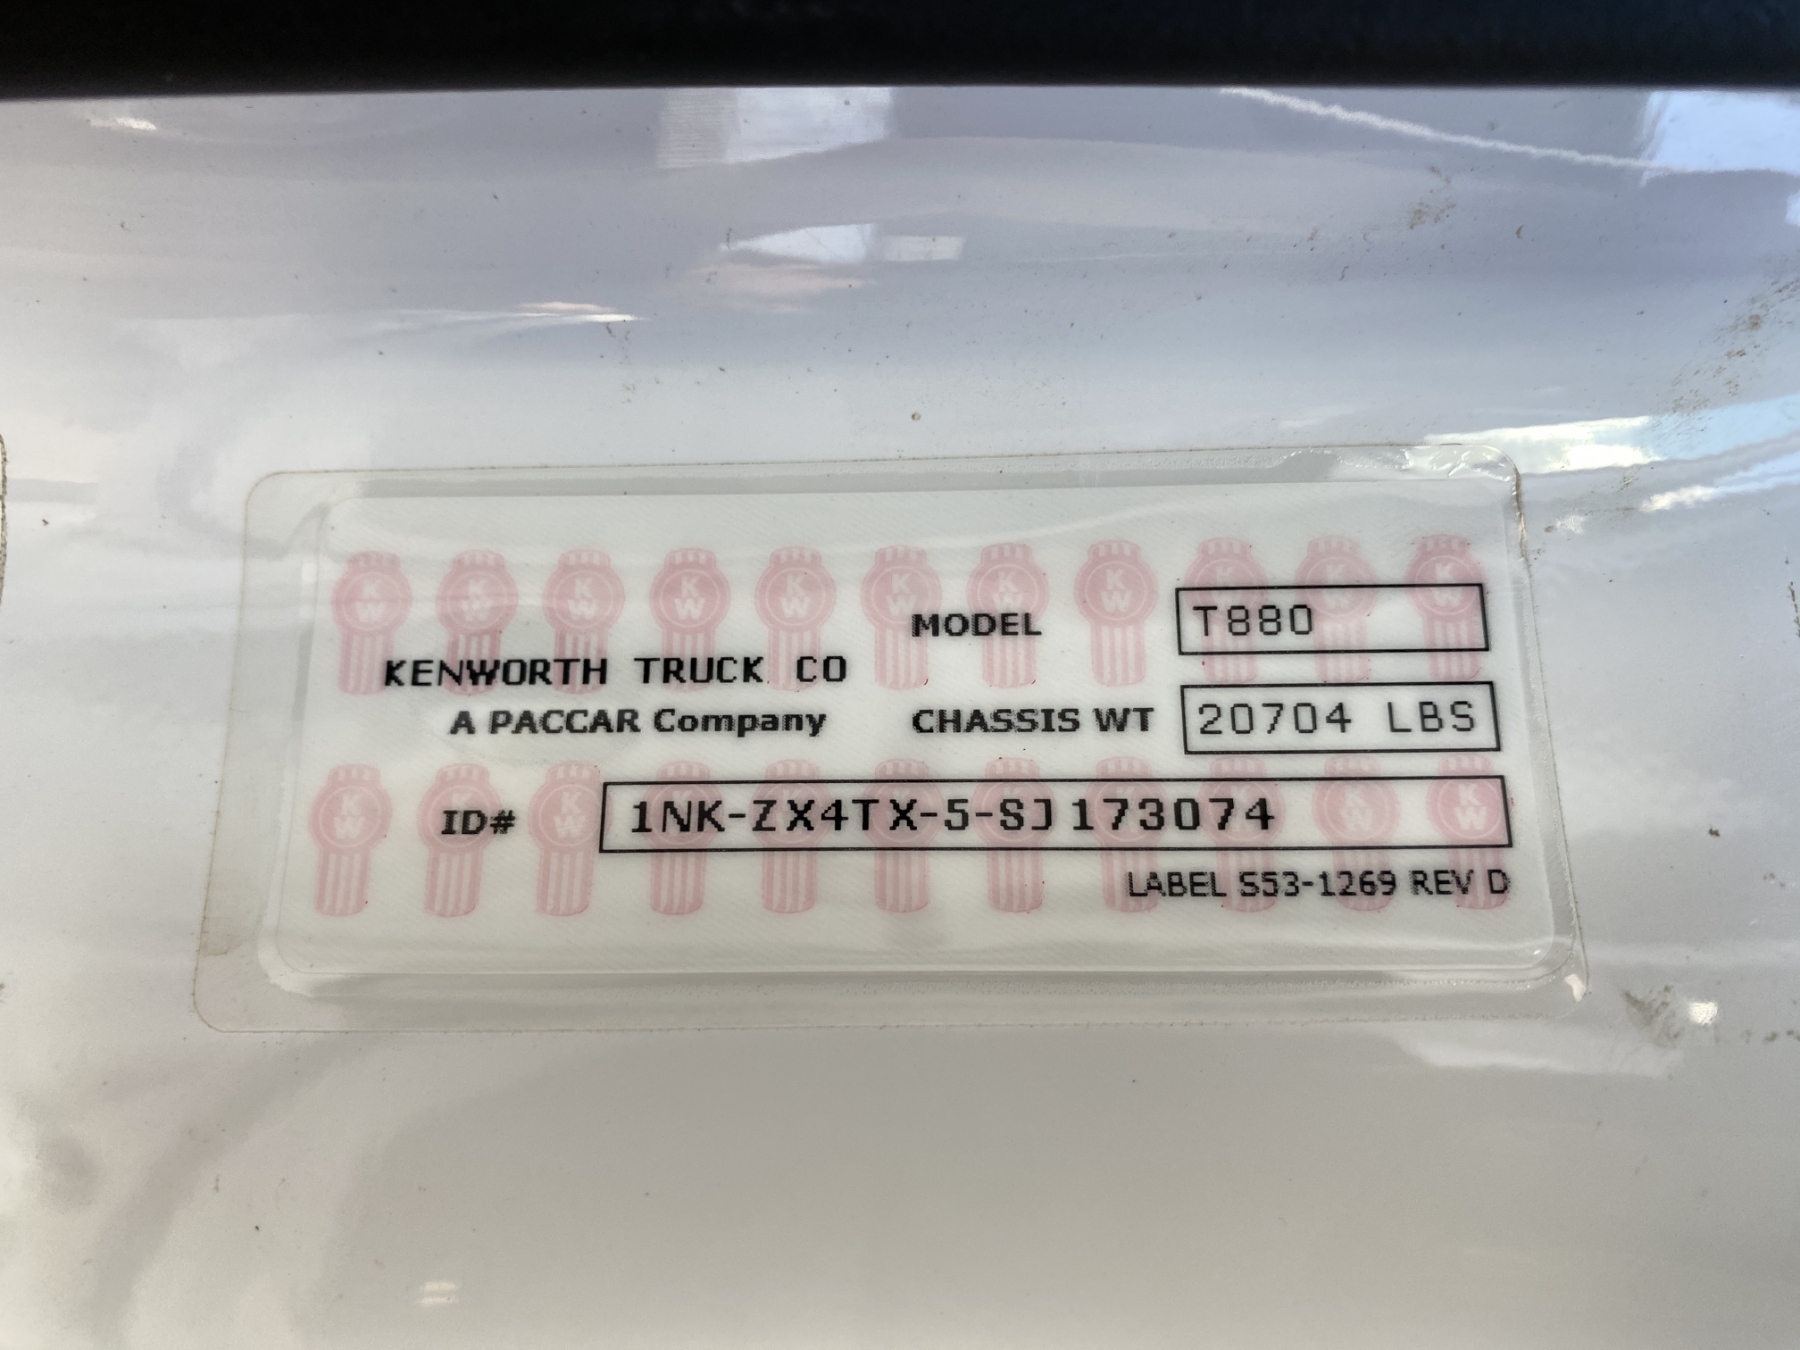 MODEL T880
KENWORTH TRUCK CO
A PACCAR Company
CHASSIS WT 20704 LBS
ID# 1NK-ZX4TX-5-SJ173074
LABEL S53-1269 REV D